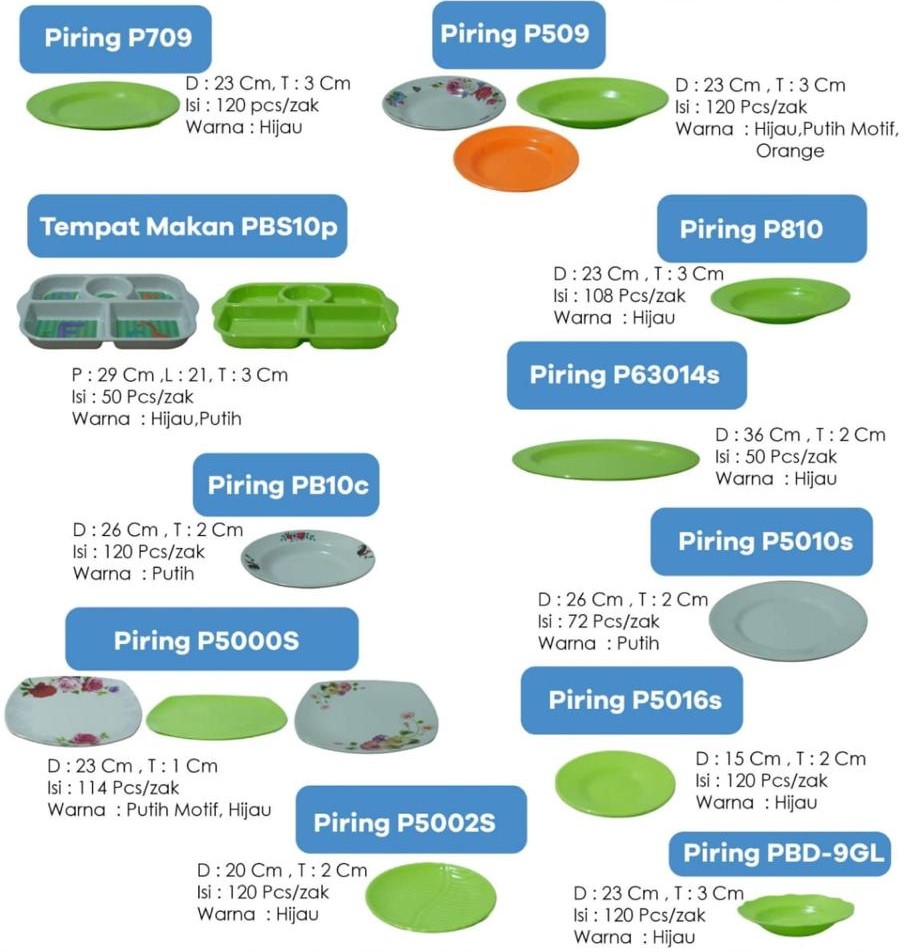 Piring P709
D : 23 Cm, T : 3 Cm
Isi : 120 pcs/zak
Warna : Hijau
Piring P509
D : 23 Cm , T : 3 Cm
Isi : 120 Pcs/zak
Warna : Hijau,Putih Motif,
Orange
Tempat Makan PBS10p
P : 29 Cm ,L : 21, T : 3 Cm
Isi : 50 Pcs/zak
Warna : Hijau,Putih
Piring P810
D : 23 Cm , T : 3 Cm
Isi : 108 Pcs/zak
Warna : Hijau
Piring P63014s
D : 36 Cm , T : 2 Cm
Isi : 50 Pcs/zak
Warna : Hijau
Piring PB10c
D : 26 Cm , T : 2 Cm
Isi : 120 Pcs/zak
Warna : Putih
Piring P5010s
D : 26 Cm , T : 2 Cm
Isi : 72 Pcs/zak
Warna : Putih
Piring P5000S
D : 23 Cm , T : 1 Cm
Isi : 114 Pcs/zak
Warna : Putih Motif, Hijau
Piring P5016s
D : 15 Cm , T : 2 Cm
Isi : 120 Pcs/zak
Warna : Hijau
Piring P5002S
D : 20 Cm , T : 2 Cm
Isi : 120 Pcs/zak
Warna : Hijau
Piring PBD-9GL
D : 23 Cm , T : 3 Cm
Isi : 120 Pcs/zak
Warna : Hijau